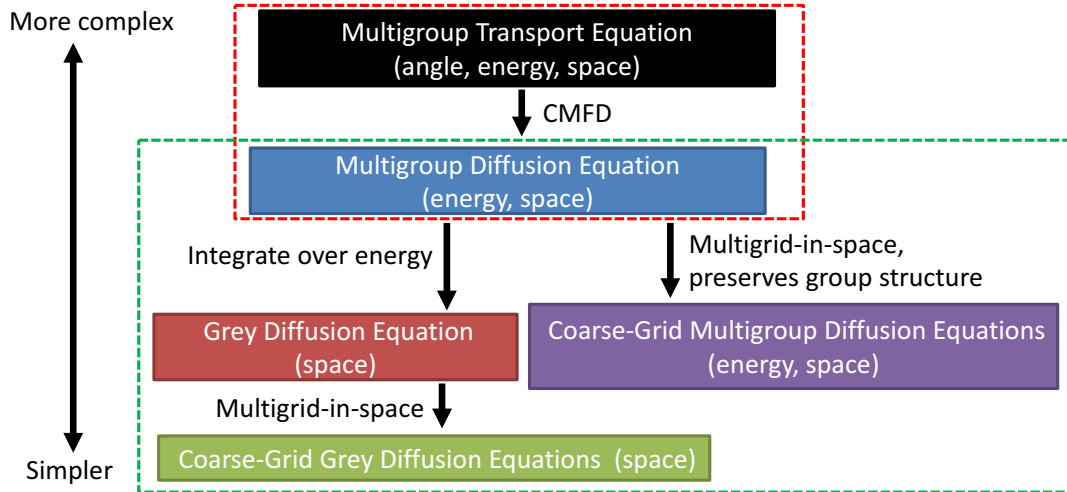 More complex
Multigroup Transport Equation
(angle, energy, space)
CMFD
Multigroup Diffusion Equation
(energy, space)
Integrate over energy
Multigrid-in-space,
preserves group structure
Grey Diffusion Equation
(space)
Coarse-Grid Multigroup Diffusion Equations
(energy, space)
Multigrid-in-space
Coarse-Grid Grey Diffusion Equations (space)
Simpler